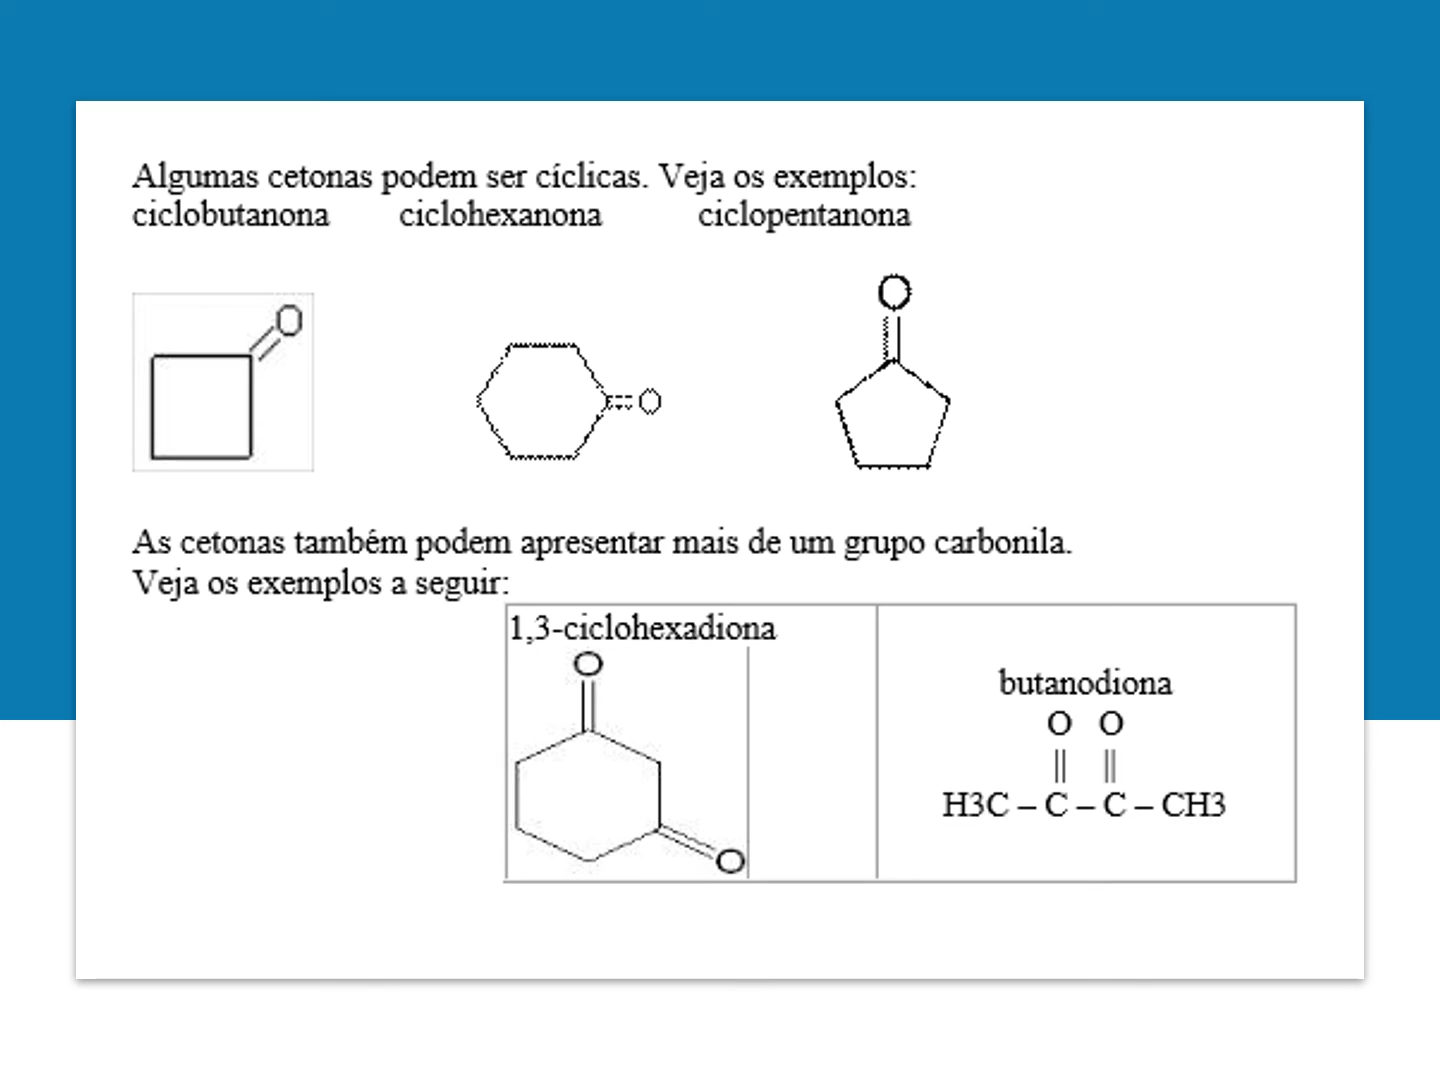 Algumas cetonas podem ser cíclicas. Veja os exemplos:
ciclobutanona ciclohexanona ciclopentanona
O
O
O
As cetonas também podem apresentar mais de um grupo carbonila.
Veja os exemplos a seguir:
1,3-ciclohexadiona
O
O
butanodiona
O O
|| ||
H3C – C – C – CH3